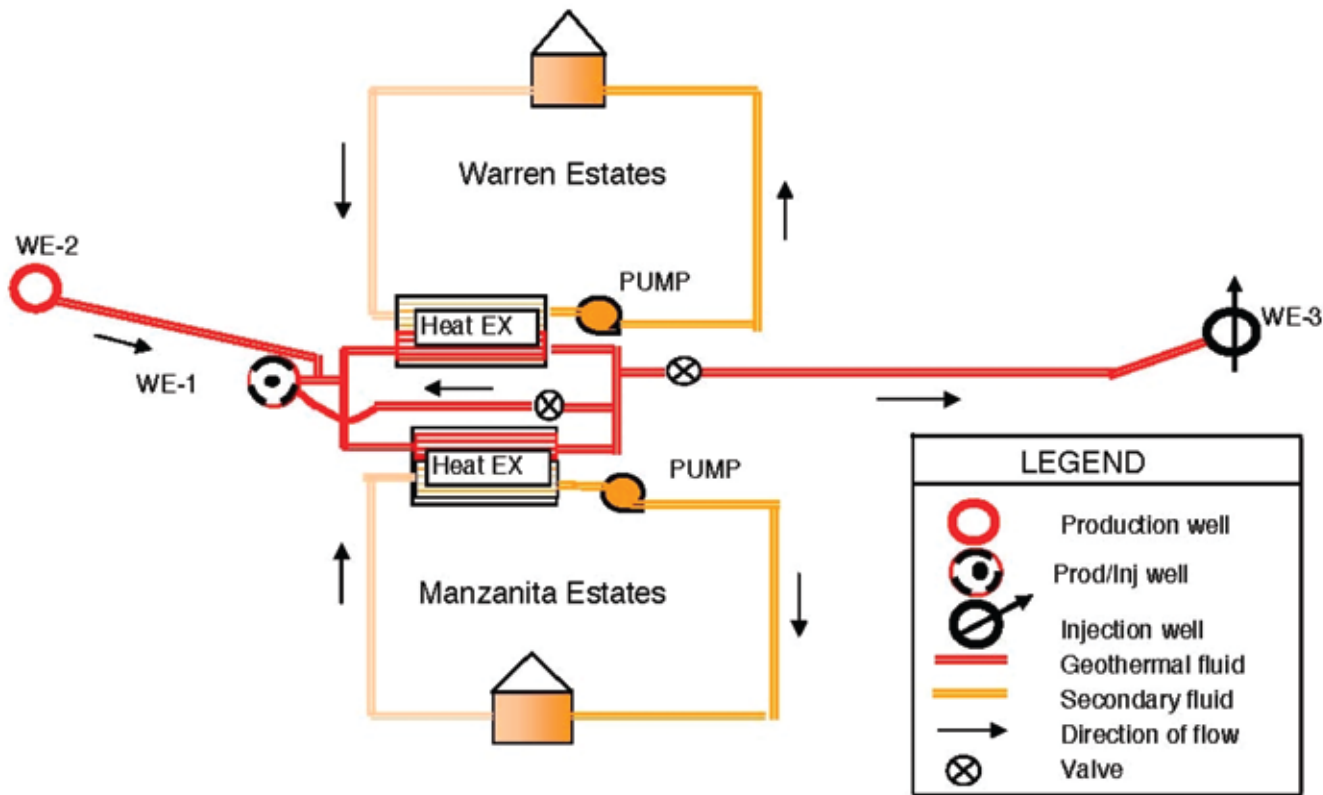 Warren Estates
WE-2
PUMP
Heat EX
WE-3
WE-1
Heat EX
PUMP
Manzanita Estates
LEGEND
Production well
Prod/Inj well
Injection well
Geothermal fluid
Secondary fluid
Direction of flow
Valve